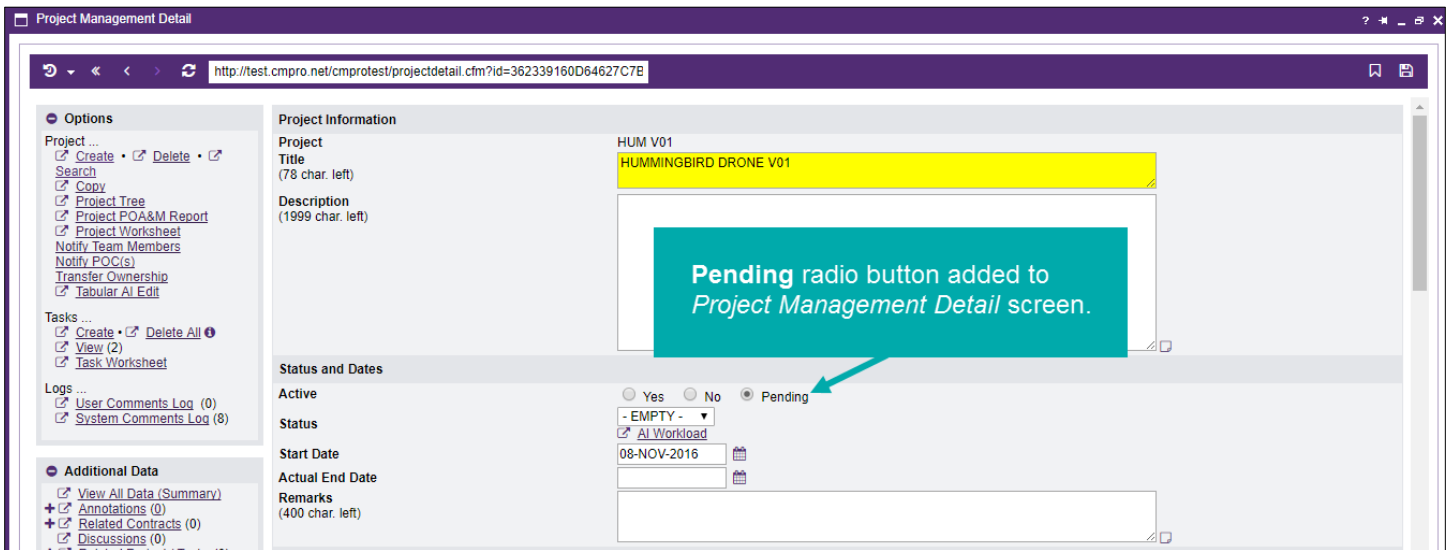 Project Management Detail
http://test.cmpro.net/cmprotest/projectdetail.cfm?id=362339160D64627C7B
Options
Project ...
Create • Delete •
Search
Copy
Project Tree
Project POA&M Report
Project Worksheet
Notify Team Members
Notify POC(s)
Transfer Ownership
Tabular AI Edit
Tasks ...
Create • Delete All
View (2)
Task Worksheet
Logs ...
User Comments Log (0)
System Comments Log (8)
Additional Data
View All Data (Summary)
Annotations (0)
Related Contracts (0)
Discussions (0)
Project Information
Project HUM V01
Title HUMMINGBIRD DRONE V01
(78 char. left)
Description
(1999 char. left)
Pending radio button added to
Project Management Detail screen.
Status and Dates
Active Yes No Pending
Status - EMPTY -
AI Workload
Start Date 08-NOV-2016
Actual End Date
Remarks
(400 char. left)